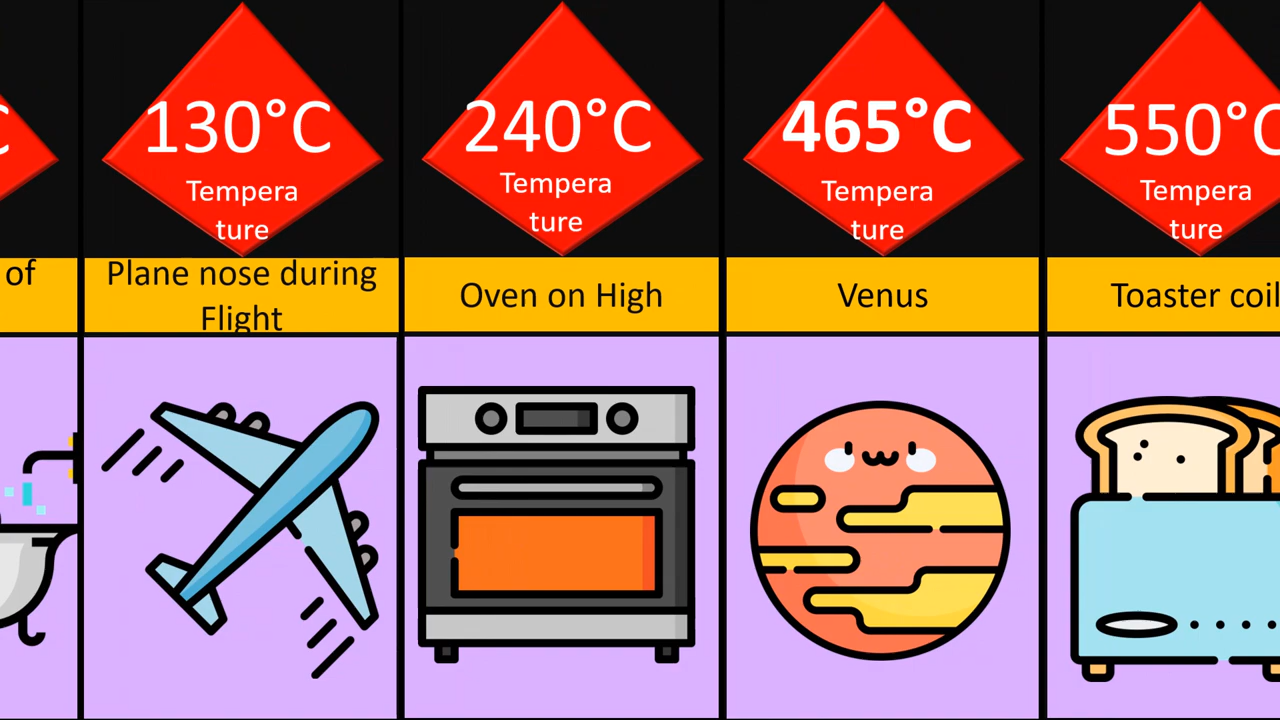 C
130°C
Tempera
ture
240°C
Tempera
ture
465°C
Tempera
ture
550°C
Tempera
ture
of
Plane nose during
Flight
Oven on High
Venus
Toaster coil